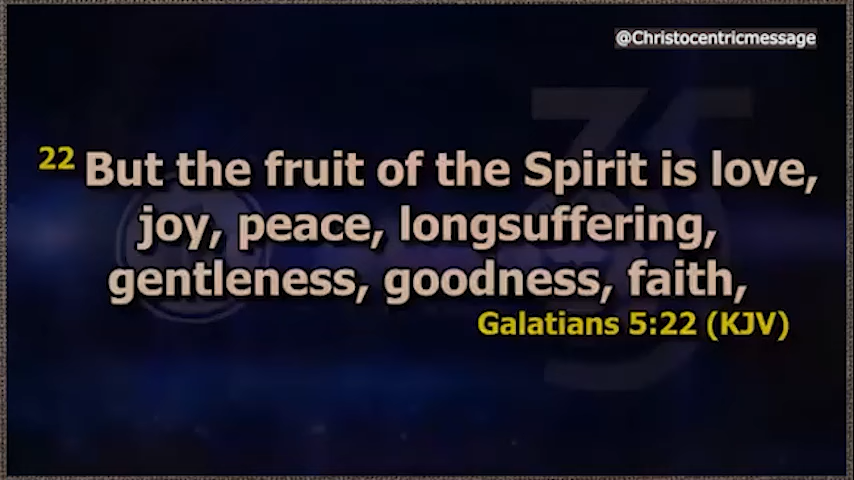 @Christocentricmessage
22 But the fruit of the Spirit is love,
joy, peace, longsuffering,
gentleness, goodness, faith,
Galatians 5:22 (KJV)